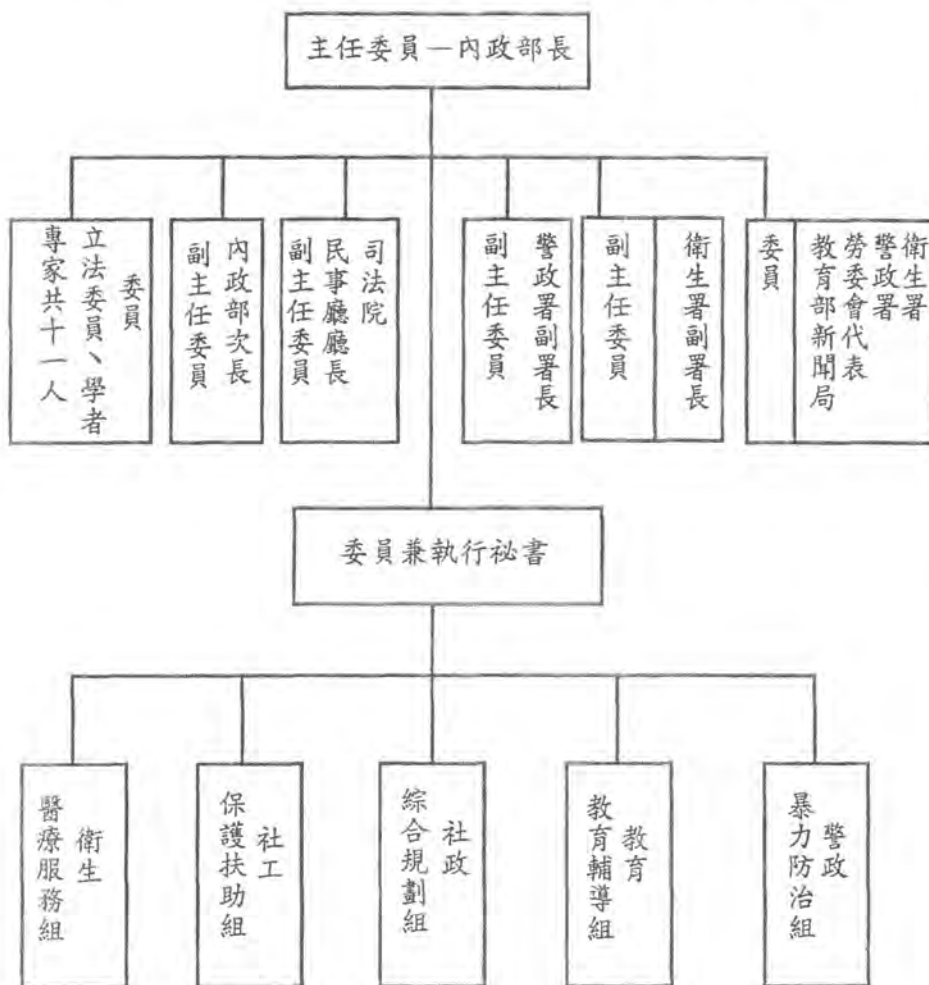 主任委員—內政部長
委員
立法委員、學者
專家共十一人
內政部次長
副主任委員
司法院
民事廳廳長
副主任委員
警政署副署長
副主任委員
衛生署副署長
副主任委員
衛生署
警政署
勞委會代表
教育部新聞局
委員
委員兼執行祕書
衛生
醫療服務組
社工
保護扶助組
社政
綜合規劃組
教育
教育輔導組
警政
暴力防治組